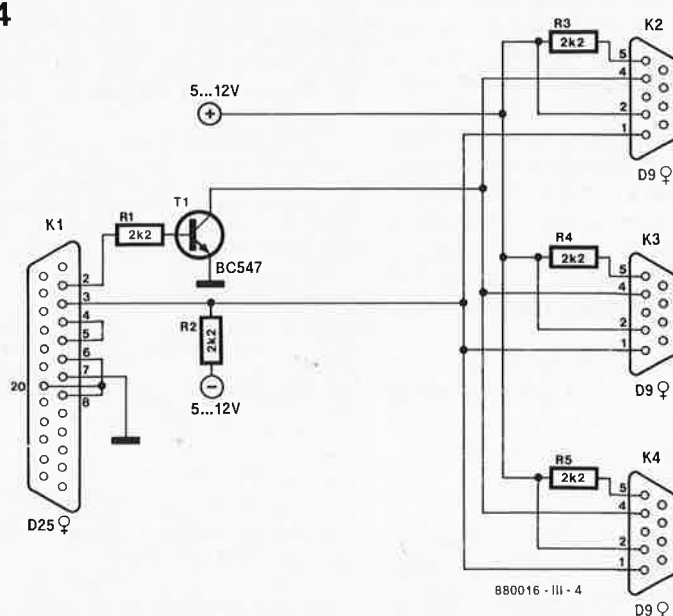 4
R3
2k2
K2
5
4
2
1
D9 ♀
5...12V
+
K1
R1
2k2
T1
BC547
2
3
4
5
6
7
8
20
D25 ♀
R2
2k2
−
5...12V
R4
2k2
K3
5
4
2
1
D9 ♀
R5
2k2
K4
5
4
2
1
D9 ♀
880016 - III - 4